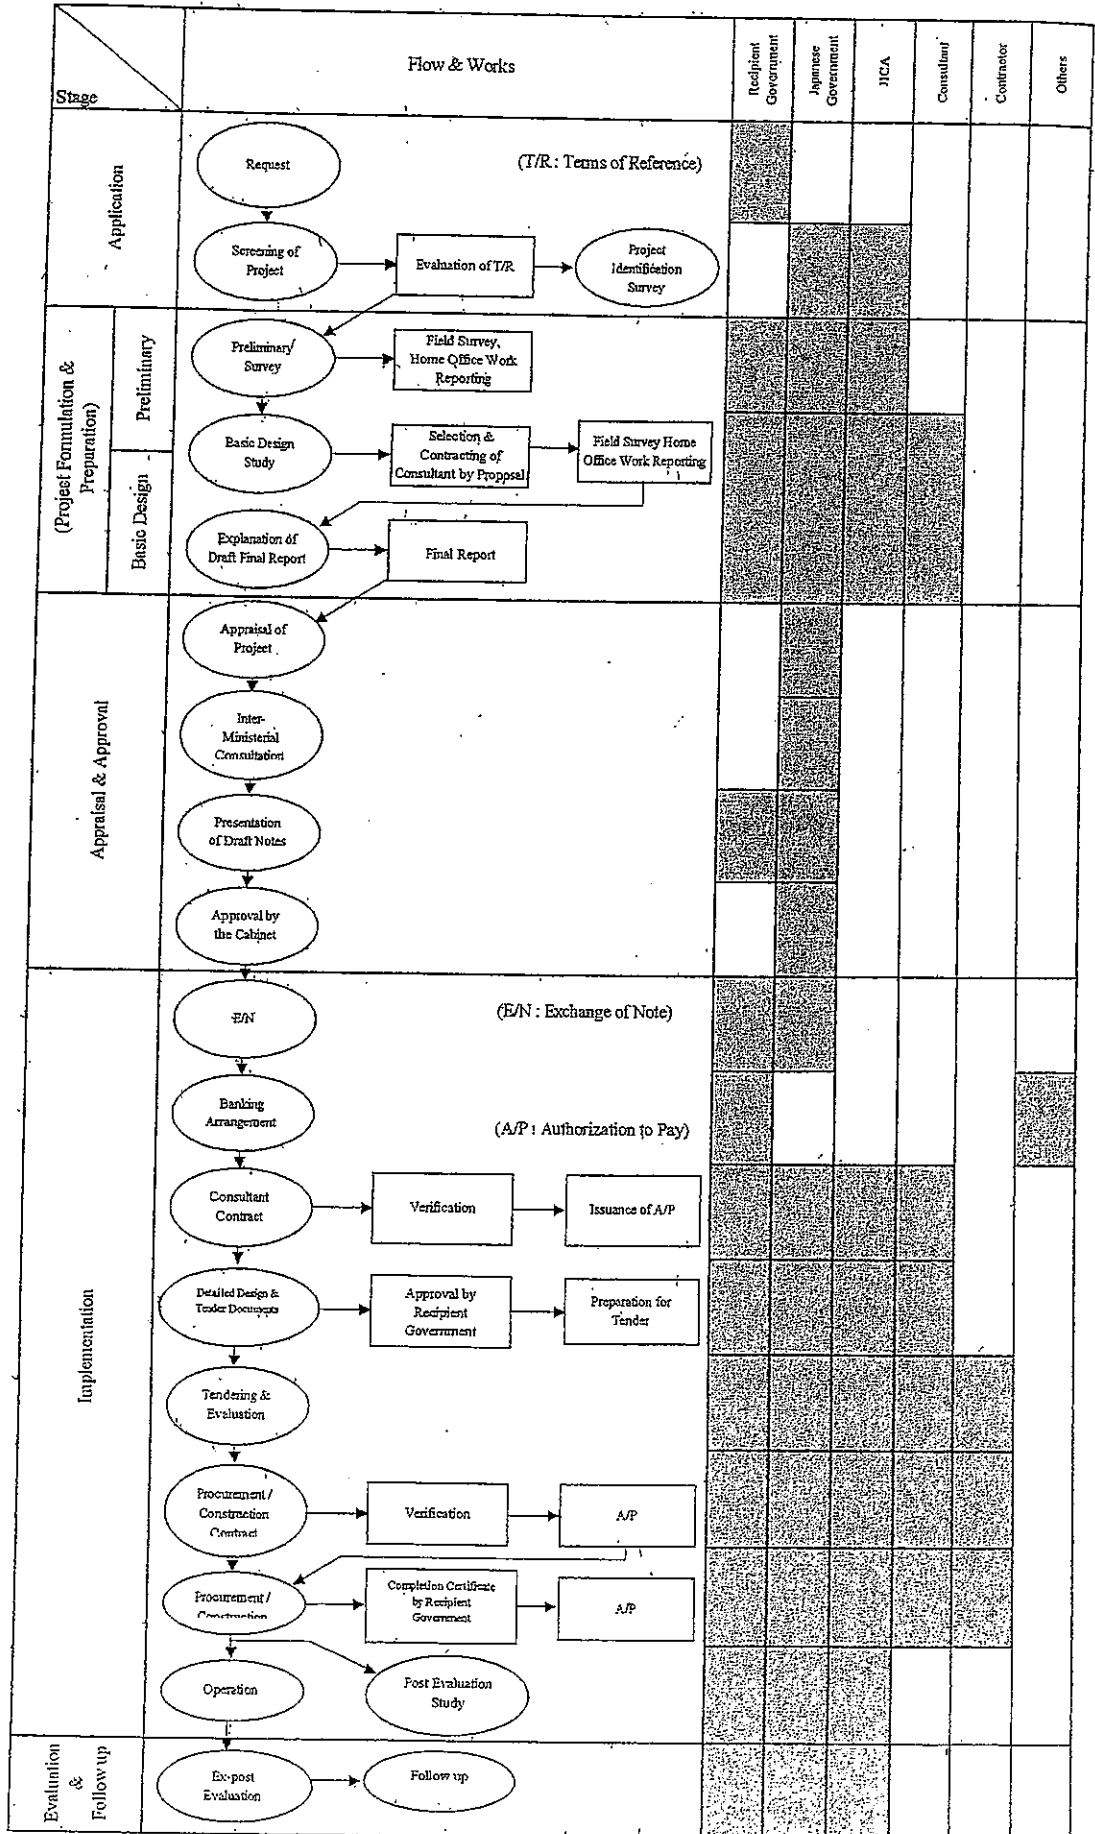 Stage
Flow & Works
Recipient
Government
Japanese
Government
JICA
Consultant
Contractor
Others
Application
Request
(T/R : Terms of Reference)
Screening of
Project
Evaluation of T/R
Project
Identification
Survey
(Project Formulation &
Preparation)
Preliminary
Preliminary
Survey
Field Survey,
Home Office Work
Reporting
Basic Design
Basic Design
Study
Selection &
Contracting of
Consultant by Proposal
Field Survey Home
Office Work Reporting
Explanation of
Draft Final Report
Final Report
Appraisal & Approval
Appraisal of
Project
Inter-
Ministerial
Consultation
Presentation
of Draft Notes
Approval by
the Cabinet
Implementation
E/N
(E/N : Exchange of Note)
Banking
Arrangement
(A/P : Authorization to Pay)
Consultant
Contract
Verification
Issuance of A/P
Detailed Design &
Tender Documents
Approval by
Recipient
Government
Preparation for
Tender
Tendering &
Evaluation
Procurement /
Construction
Contract
Verification
A/P
Procurement /
Construction
Completion Certificate
by Recipient
Government
A/P
Operation
Post Evaluation
Study
Evaluation
&
Follow up
Ex-post
Evaluation
Follow up